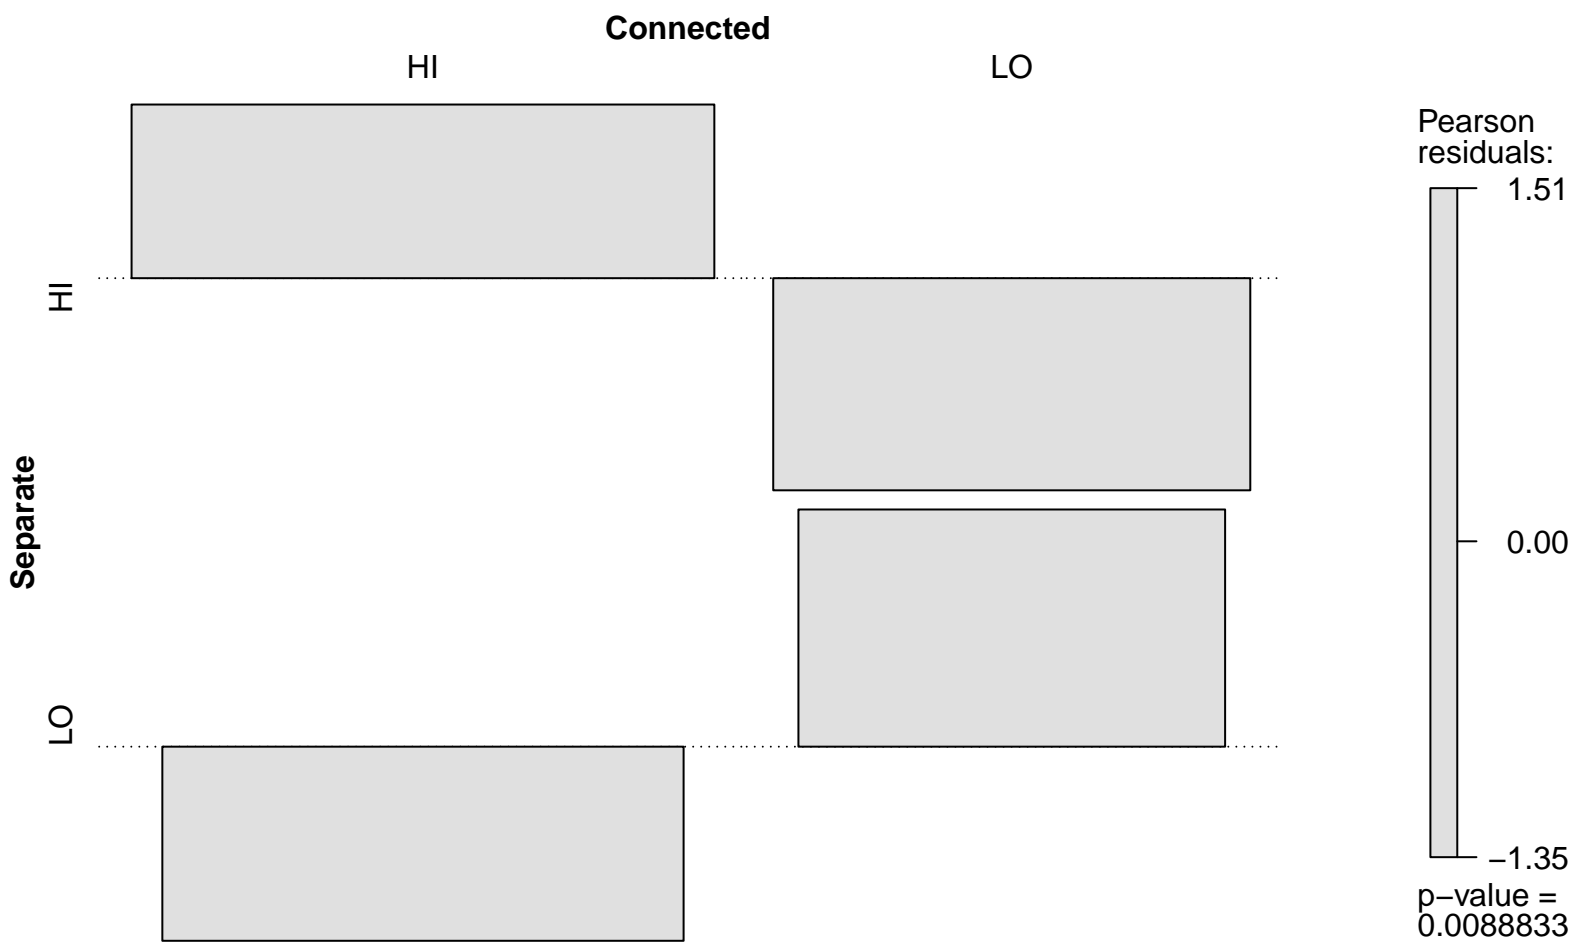 Connected
HI
LO
HI
LO
Separate
Pearson
residuals:
1.51
0.00
−1.35
p−value =
0.0088833